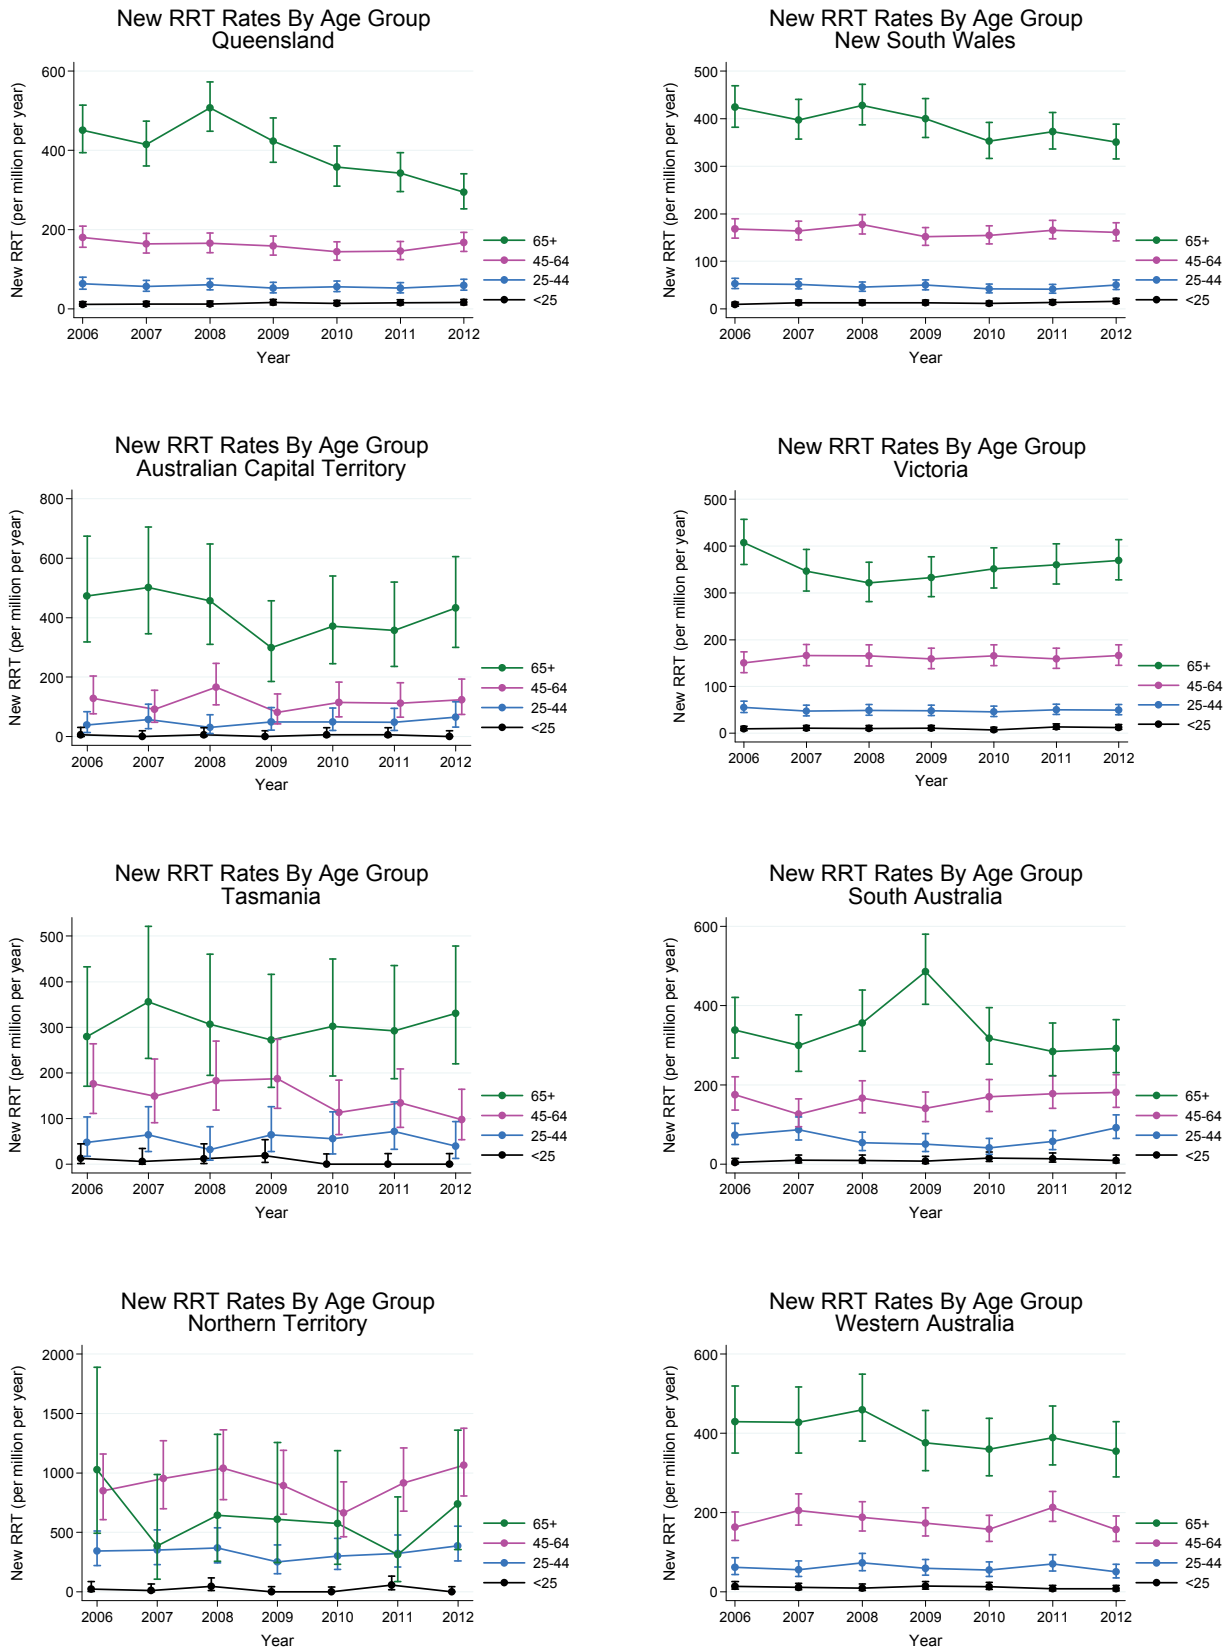 New RRT Rates By Age Group
Queensland
New RRT (per million per year)
600
400
200
0
2006 2007 2008 2009 2010 2011 2012
Year
65+
45-64
25-44
<25
New RRT Rates By Age Group
New South Wales
New RRT (per million per year)
500
400
300
200
100
0
2006 2007 2008 2009 2010 2011 2012
Year
65+
45-64
25-44
<25
New RRT Rates By Age Group
Australian Capital Territory
New RRT (per million per year)
800
600
400
200
0
2006 2007 2008 2009 2010 2011 2012
Year
65+
45-64
25-44
<25
New RRT Rates By Age Group
Victoria
New RRT (per million per year)
500
400
300
200
100
0
2006 2007 2008 2009 2010 2011 2012
Year
65+
45-64
25-44
<25
New RRT Rates By Age Group
Tasmania
New RRT (per million per year)
500
400
300
200
100
0
2006 2007 2008 2009 2010 2011 2012
Year
65+
45-64
25-44
<25
New RRT Rates By Age Group
South Australia
New RRT (per million per year)
600
400
200
0
2006 2007 2008 2009 2010 2011 2012
Year
65+
45-64
25-44
<25
New RRT Rates By Age Group
Northern Territory
New RRT (per million per year)
2000
1500
1000
500
0
2006 2007 2008 2009 2010 2011 2012
Year
65+
45-64
25-44
<25
New RRT Rates By Age Group
Western Australia
New RRT (per million per year)
600
400
200
0
2006 2007 2008 2009 2010 2011 2012
Year
65+
45-64
25-44
<25